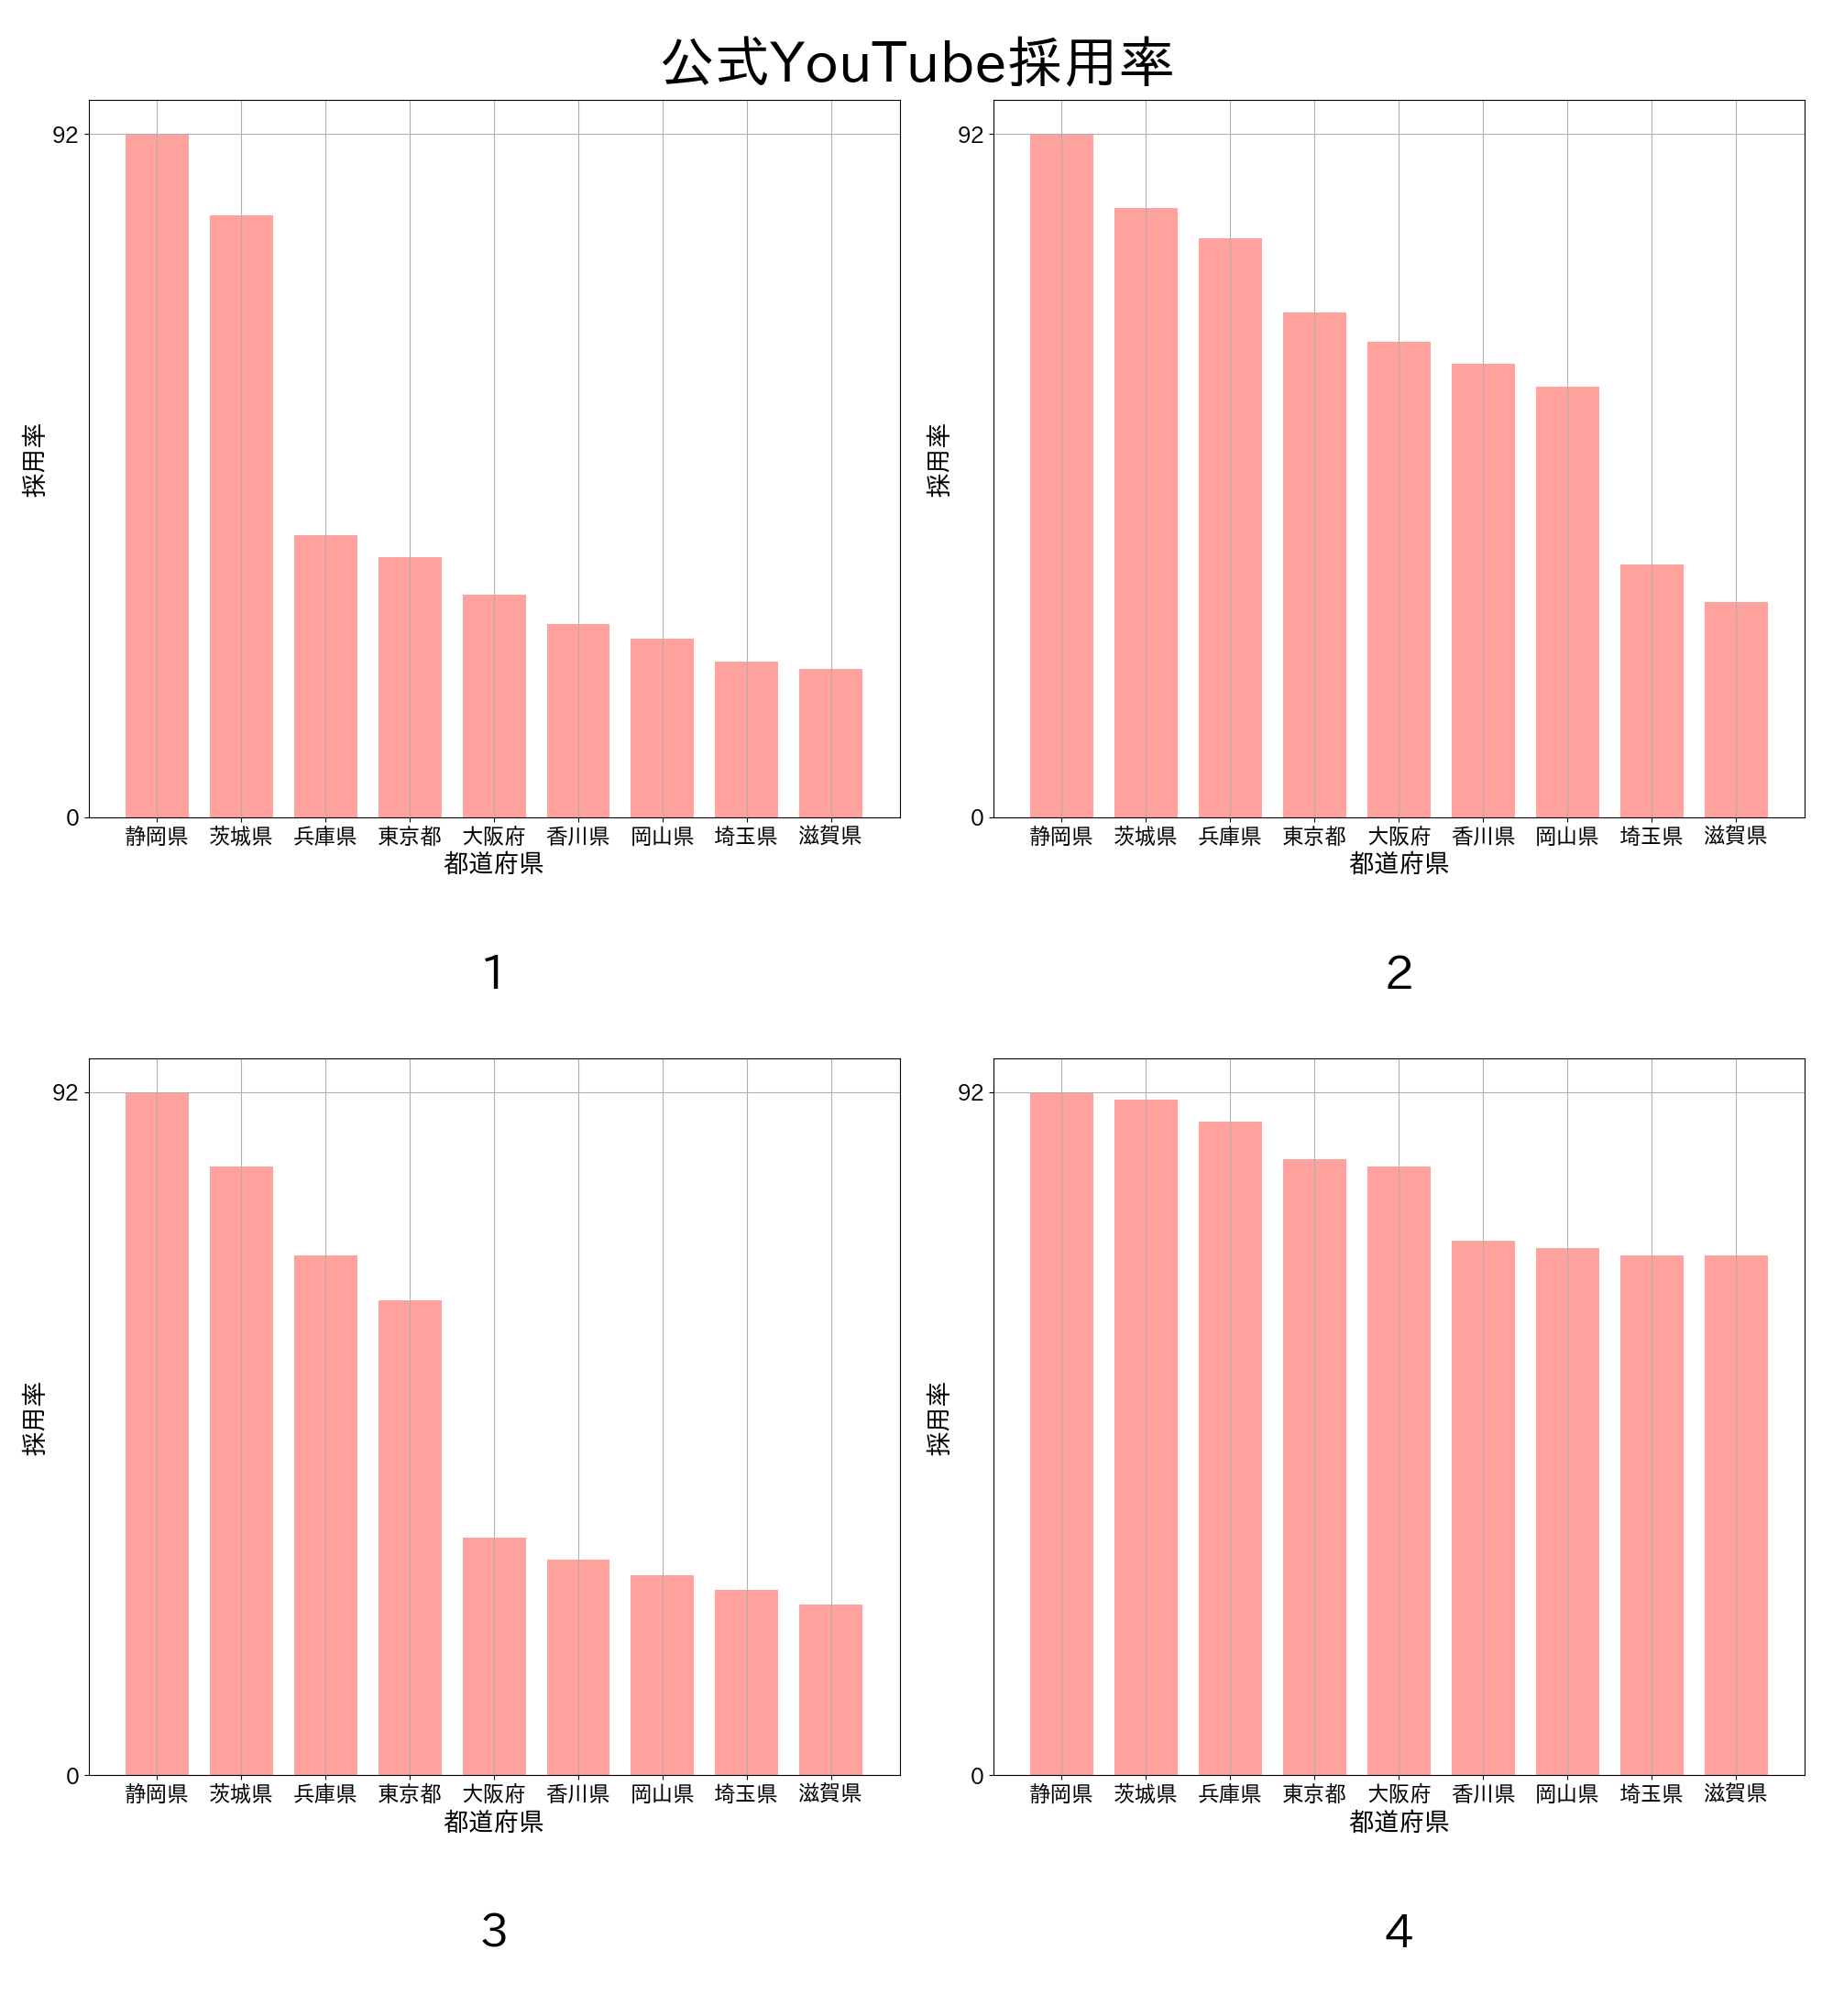 公式YouTube採用率
92
採用率
0
静岡県 茨城県 兵庫県 東京都 大阪府 香川県 岡山県 埼玉県 滋賀県
都道府県
1
92
採用率
0
静岡県 茨城県 兵庫県 東京都 大阪府 香川県 岡山県 埼玉県 滋賀県
都道府県
2
92
採用率
0
静岡県 茨城県 兵庫県 東京都 大阪府 香川県 岡山県 埼玉県 滋賀県
都道府県
3
92
採用率
0
静岡県 茨城県 兵庫県 東京都 大阪府 香川県 岡山県 埼玉県 滋賀県
都道府県
4